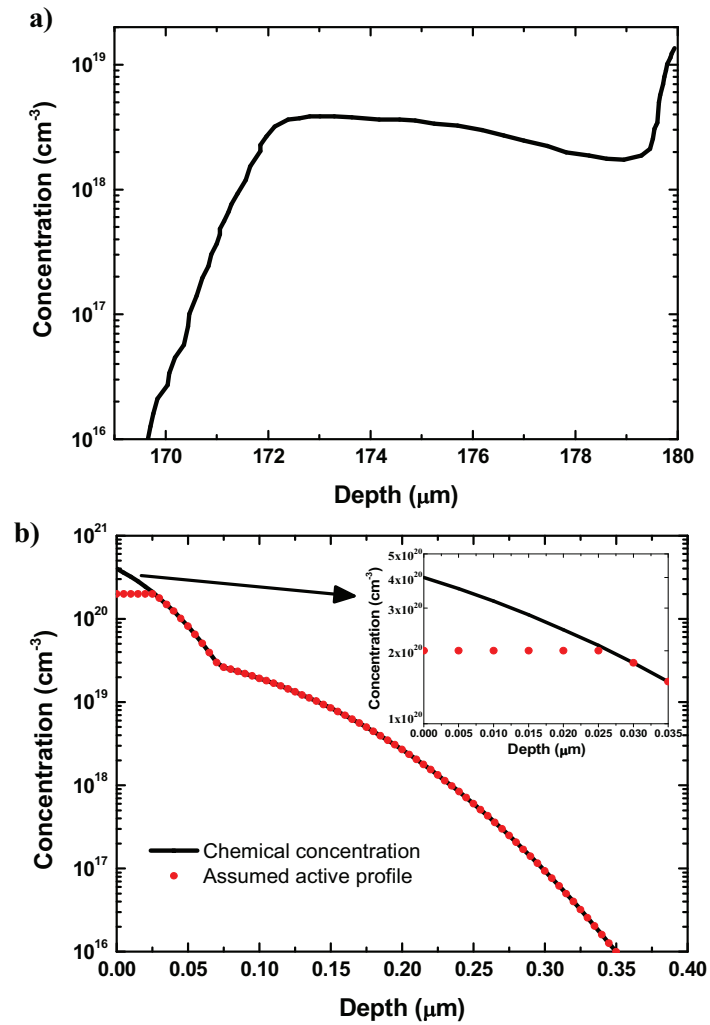 a)
Concentration (cm⁻³)
10¹⁹
10¹⁸
10¹⁷
10¹⁶
170 172 174 176 178 180
Depth (μm)
b)
Concentration (cm⁻³)
10²¹
10²⁰
10¹⁹
10¹⁸
10¹⁷
10¹⁶
0.00 0.05 0.10 0.15 0.20 0.25 0.30 0.35 0.40
Depth (μm)
Chemical concentration
Assumed active profile
Concentration (cm⁻³)
5x10²⁰
4x10²⁰
3x10²⁰
2x10²⁰
1x10²⁰
0.000 0.005 0.010 0.015 0.020 0.025 0.030 0.035
Depth (μm)